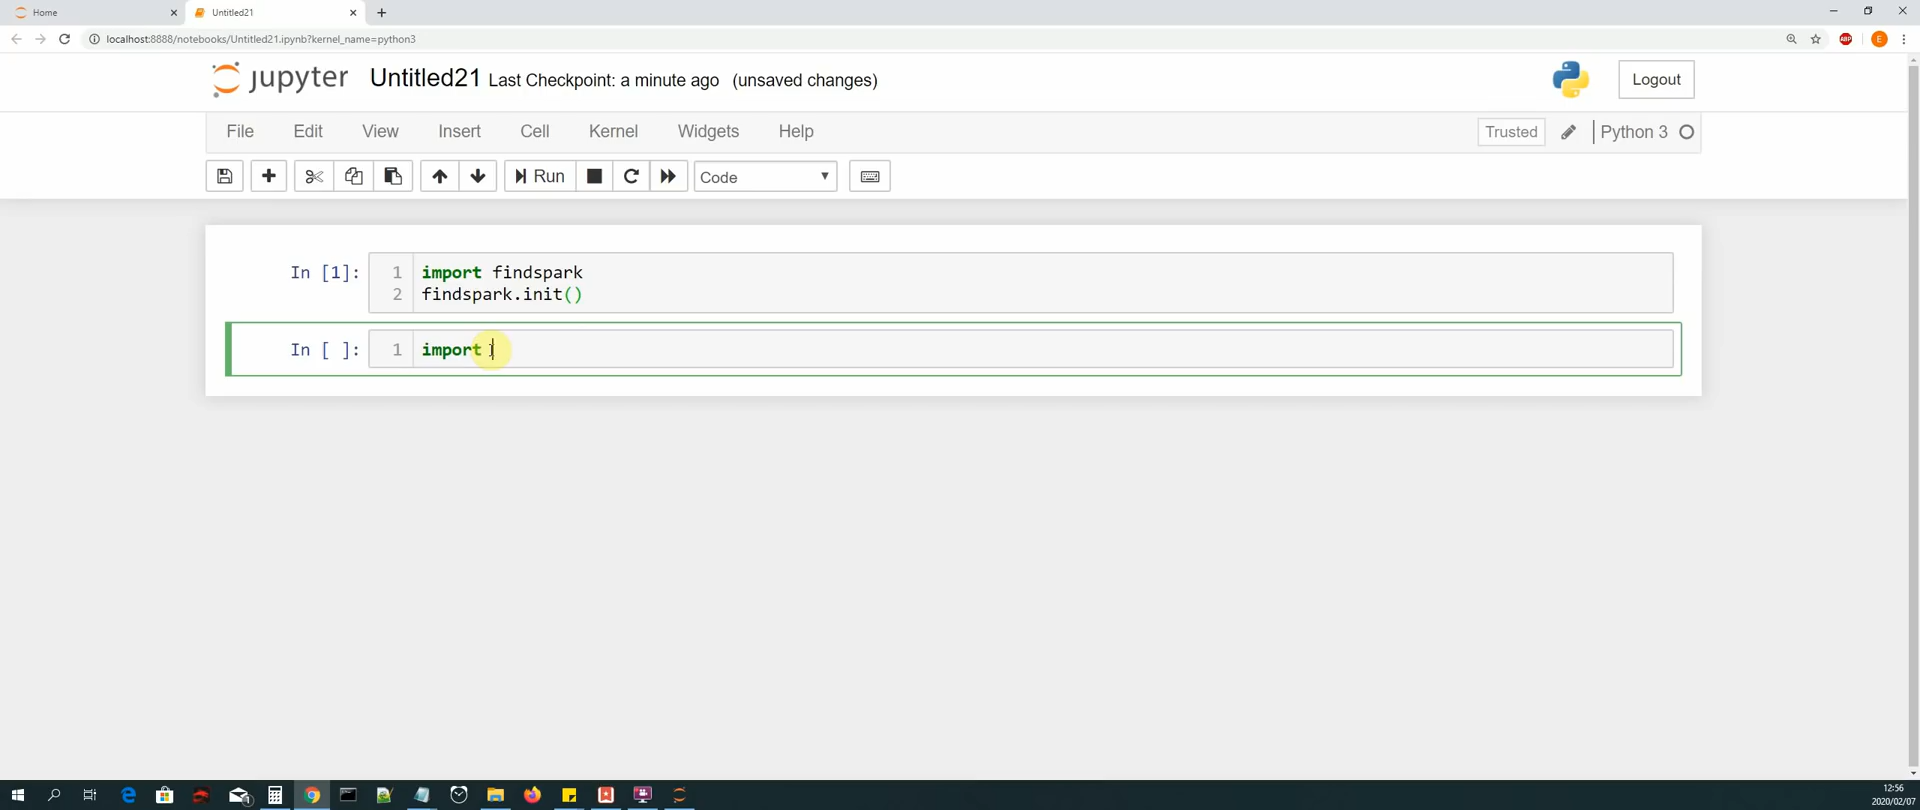 Home
Untitled21
localhost:8888/notebooks/Untitled21.ipynb?kernel_name=python3
ABP
E
jupyter Untitled21 Last Checkpoint: a minute ago (unsaved changes)
Logout
File Edit View Insert Cell Kernel Widgets Help
Trusted Python 3
Run
Code
In [1]:
1 import findspark
2 findspark.init()
In [ ]:
1 import
12:56
2020/02/07